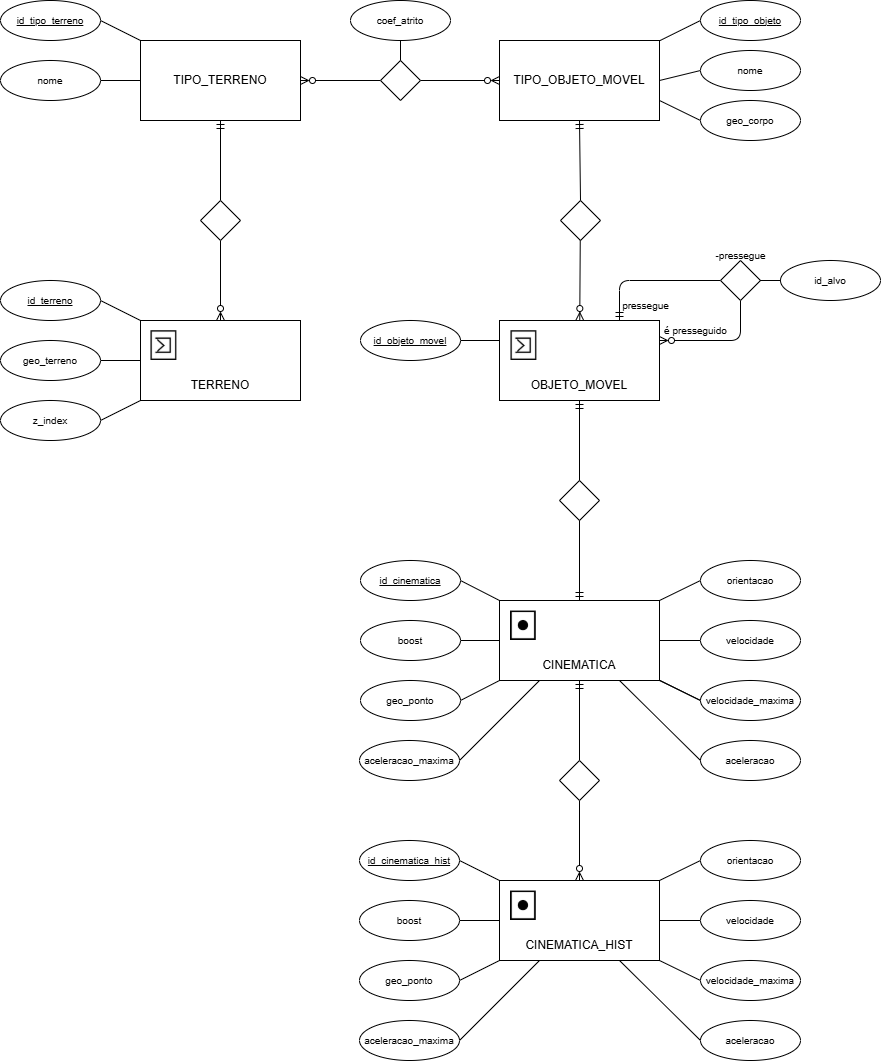 id_tipo_terreno
coef_atrito
id_tipo_objeto
nome
TIPO_TERRENO
TIPO_OBJETO_MOVEL
nome
geo_corpo
-pressegue
id_alvo
id_terreno
pressegue
é presseguido
geo_terreno
id_objeto_movel
TERRENO
OBJETO_MOVEL
z_index
id_cinematica
orientacao
boost
velocidade
CINEMATICA
geo_ponto
velocidade_maxima
aceleracao_maxima
aceleracao
id_cinematica_hist
orientacao
boost
velocidade
CINEMATICA_HIST
geo_ponto
velocidade_maxima
aceleracao_maxima
aceleracao